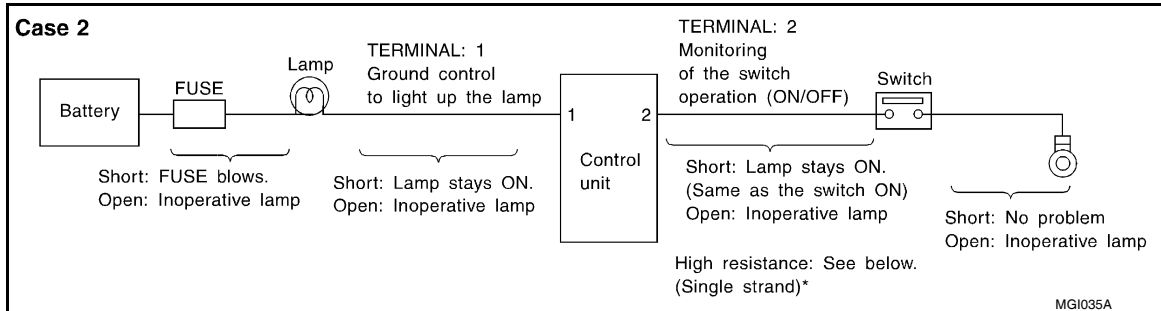 Case 2
Battery
FUSE
Lamp
TERMINAL: 1
Ground control
to light up the lamp
1
2
Control
unit
TERMINAL: 2
Monitoring
of the switch
operation (ON/OFF)
Switch
Short: FUSE blows.
Open: Inoperative lamp
Short: Lamp stays ON.
Open: Inoperative lamp
Short: Lamp stays ON.
(Same as the switch ON)
Open: Inoperative lamp
High resistance: See below.
(Single strand)*
Short: No problem
Open: Inoperative lamp
MGI035A